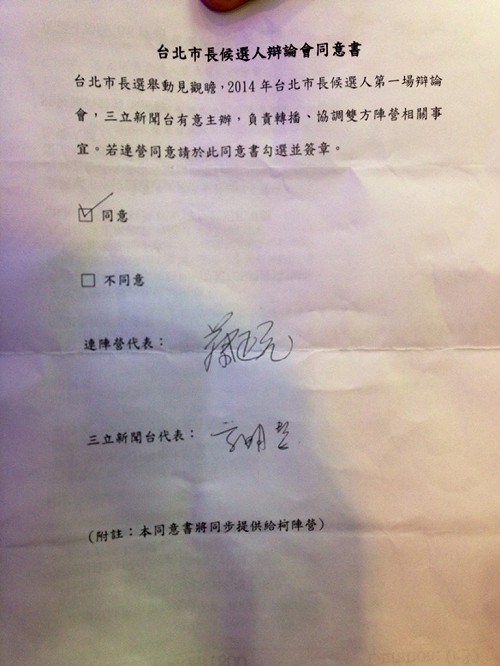 台北市長候選人辯論會同意書
台北市長選舉動見觀瞻，2014年台北市長候選人第一場辯論
會，三立新聞台有意主辦，負責轉播、協調雙方陣營相關事
宜。若連營同意請於此同意書勾選並簽章。
同意
不同意
連陣營代表：
三立新聞台代表：
(附註：本同意書將同步提供給柯陣營)